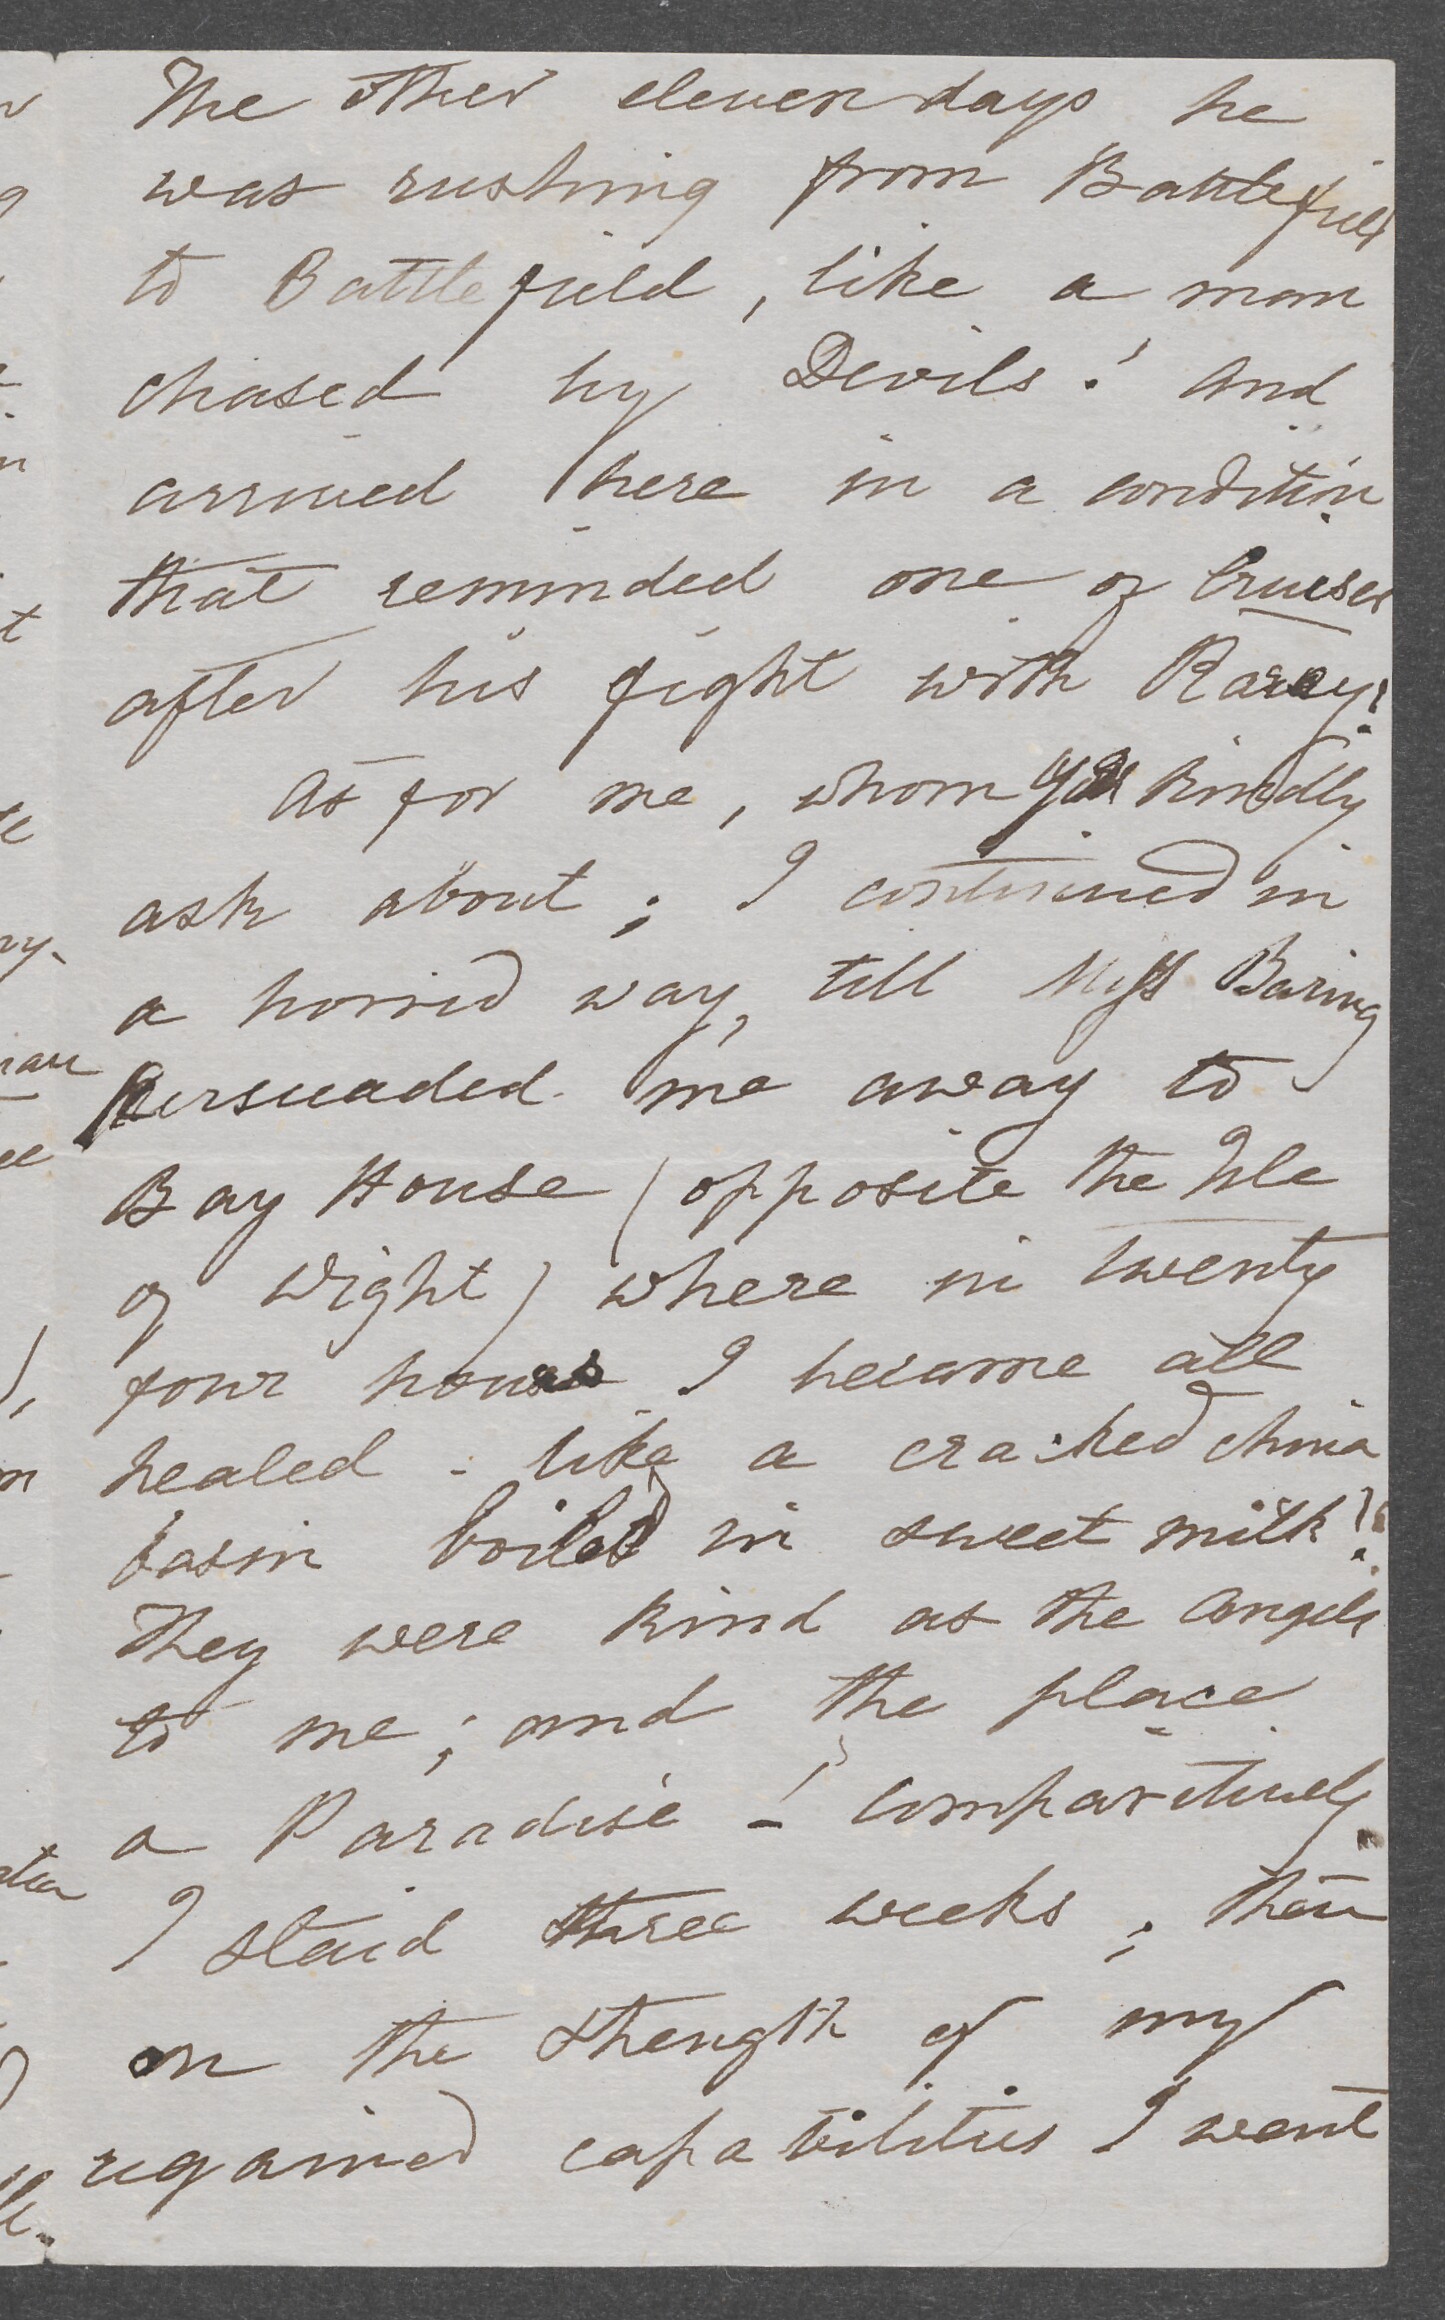 The other eleven days he
was rushing from Battlefield
to Battlefield, like a man
chased by Devils! and
arrived here in a condition
that reminded one of Cruiser
after his fight with Rarey!
As for me, whom you kindly
ask about; I continued in
a horrid way, till Miss Baring
persuaded me away to
Bay House (opposite the Isle
of Wight) where in twenty
four hours I became all
healed - like a cracked china
basin boiled in sweet milk!
They were kind as the Angels
to me; and the place
a Paradise - ! comparitively
I staid three weeks; then
on the strength of my
regained capabilities I went